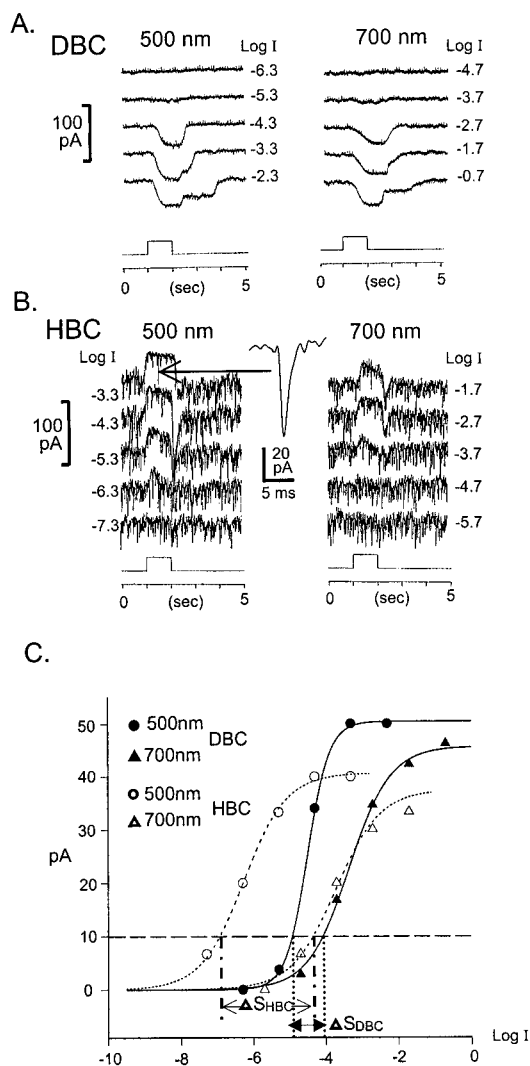 A.
DBC
500 nm
Log I
700 nm
Log I
-6.3
-4.7
-5.3
-3.7
100 pA
-4.3
-2.7
-3.3
-1.7
-2.3
-0.7
0 (sec) 5
0 (sec) 5
B.
HBC
500 nm
700 nm
Log I
Log I
-3.3
-1.7
100 pA
-4.3
-2.7
-5.3
20 pA
-3.7
-6.3
5 ms
-4.7
-7.3
-5.7
0 (sec) 5
0 (sec) 5
C.
50
500nm
DBC
700nm
40
500nm
HBC
700nm
30
pA
20
10
0
ΔSHBC
ΔSDBC
Log I
-10 -8 -6 -4 -2 0